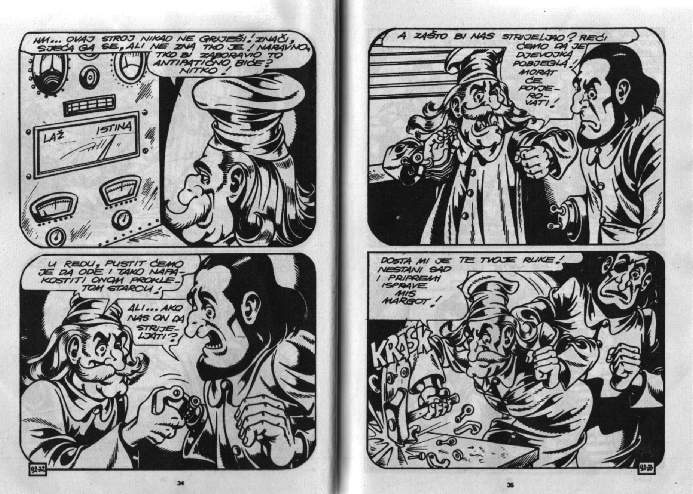 HM... OVAJ STROJ NIKAD NE GRIJEŠI! ZNAČI,
SJEĆA GA SE, ALI NE ZNA TKO JE! NARAVNO,
TKO BI ZABORAVIO TO
ANTIPATIČNO BIĆE?
NITKO!
LAŽ
ISTINA
U REDU, PUSTIT ĆEMO
JE DA ODE I TAKO NAPA-
KOSTITI ONOM PROKLE-
TOM STARCU!
ALI... AKO
NAS ON DA
STRIJE-
LJATI?
34
A ZAŠTO BI NAS STRIJELJAO? REĆI
ĆEMO DA JE
DJEVOJKA
POBJEGLA!
MORAT
ĆE
POVJE-
ROVATI!
DOSTA MI JE TE TVOJE RUKE!
NESTANI SAD
I PRIPREMI
ISPRAVE
MIS
MARGOT!
35